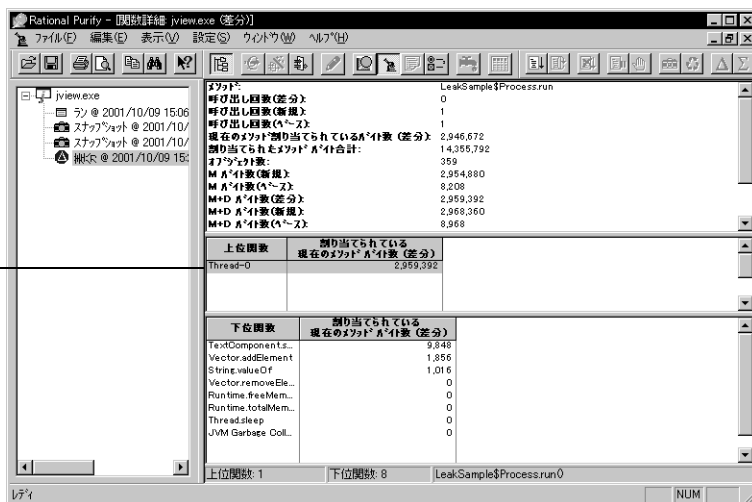 Rational Purify - [関数詳細: jview.exe (差分)]
ファイル(F) 編集(E) 表示(V) 設定(S) ウィンドウ(W) ヘルプ(H)
jview.exe
ラン @ 2001/10/09 15:06
スナップショット @ 2001/10/
スナップショット @ 2001/10/
@ 2001/10/09 15:
メソッド: LeakSample$Process.run
呼び出し回数(差分): 0
呼び出し回数(新規): 1
呼び出し回数(ベース): 1
現在のメソッド割り当てられているバイト数 (差分): 2,946,672
割り当てられたメソッド バイト合計: 14,355,792
オブジェクト数: 359
M バイト数(新規): 2,954,880
M バイト数(ベース): 8,208
M+D バイト数(差分): 2,959,392
M+D バイト数(新規): 2,968,360
M+D バイト数(ベース): 8,968
上位関数 割り当てられている
現在のメソッド バイト数 (差分)
Thread-0 2,959,392
下位関数 割り当てられている
現在のメソッド バイト数 (差分)
TextComponent.s... 9,848
Vector.addElement 1,856
String.valueOf 1,016
Vector.removeEle... 0
Runtime.freeMem... 0
Runtime.totalMem... 0
Thread.sleep 0
JVM Garbage Coll... 0
上位関数: 1 下位関数: 8 LeakSample$Process.run()
レディ NUM